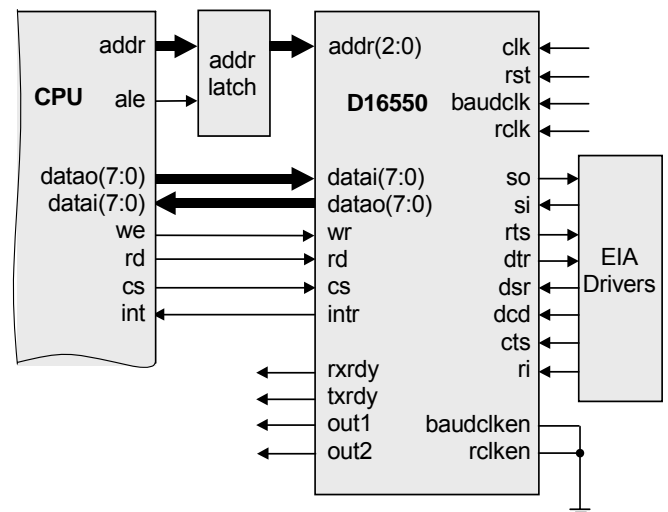 addr
CPU
ale
datao(7:0)
datai(7:0)
we
rd
cs
int
addr
latch
addr(2:0)
D16550
datai(7:0)
datao(7:0)
wr
rd
cs
intr
rxrdy
txrdy
out1
out2
clk
rst
baudclk
rclk
so
si
rts
dtr
dsr
dcd
cts
ri
baudclken
rclken
EIA
Drivers